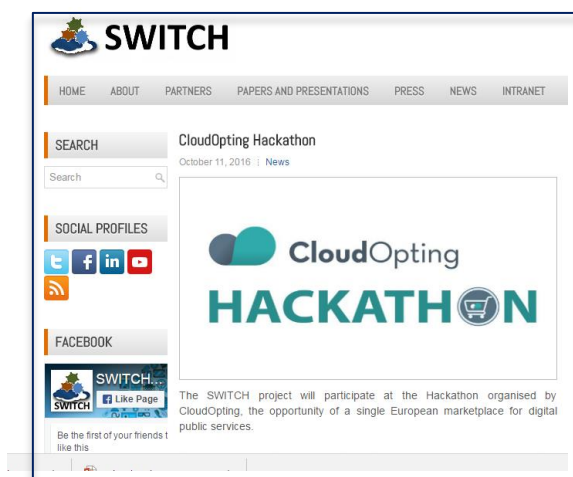 SWITCH
HOME ABOUT PARTNERS PAPERS AND PRESENTATIONS PRESS NEWS INTRANET
SEARCH
Search
SOCIAL PROFILES
FACEBOOK
SWITCH...
Like Page
SWITCH
Be the first of your friends t
like this
CloudOpting Hackathon
October 11, 2016 | News
CloudOpting
HACKATHON
The SWITCH project will participate at the Hackathon organised by
CloudOpting, the opportunity of a single European marketplace for digital
public services.